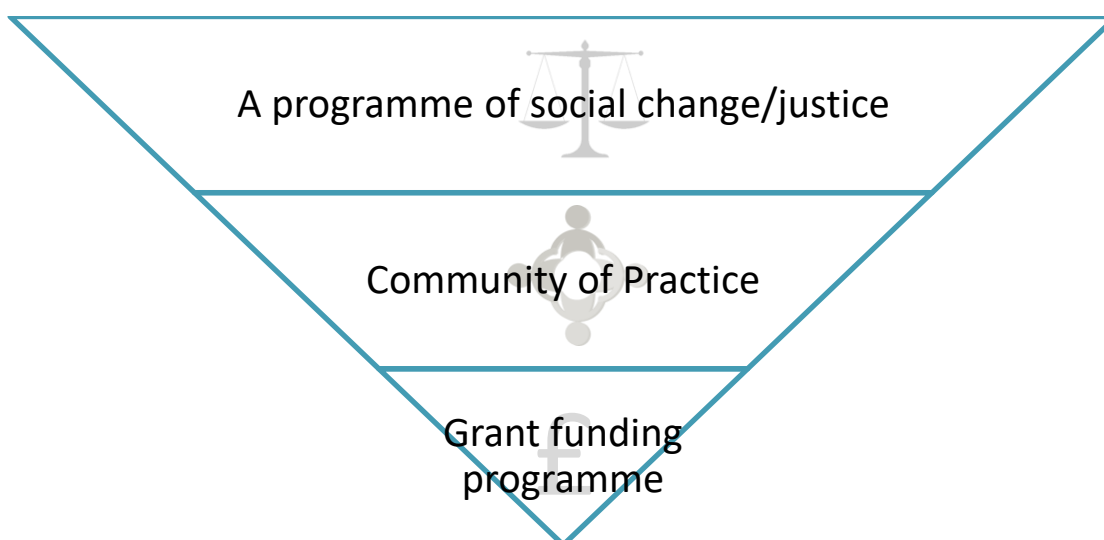 A programme of social change/justice
Community of Practice
£
Grant funding
programme